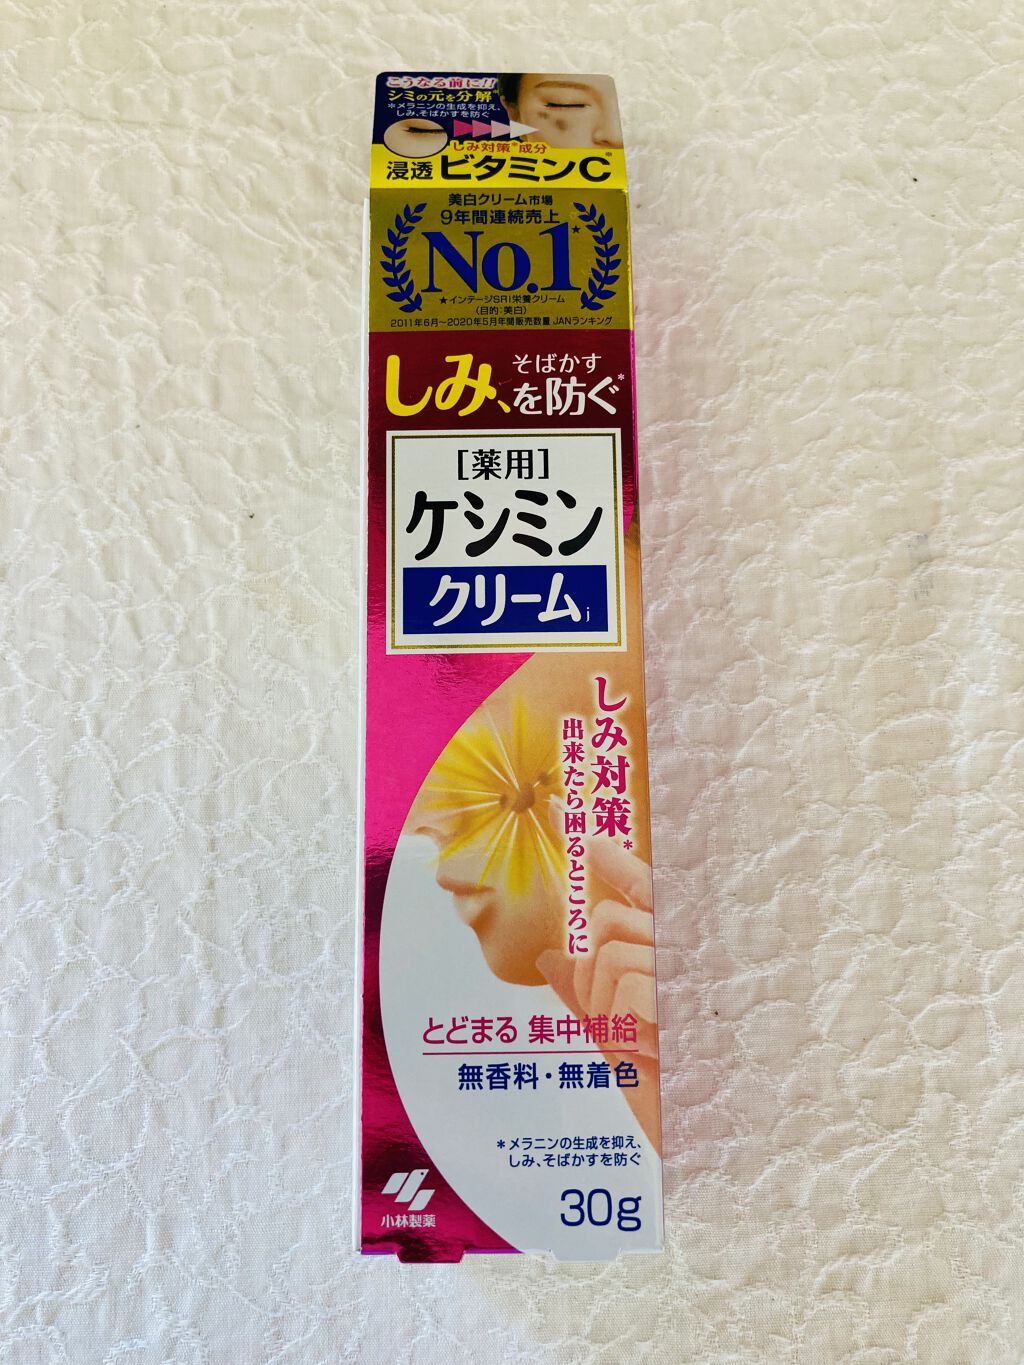 こうなる前に!!
シミの元を分解*
*メラニンの生成を抑え、
しみ、そばかすを防ぐ
しみ対策*成分
浸透ビタミンC※
美白クリーム市場
9年間連続売上
No.1★
★インテージSRI栄養クリーム
(目的:美白)
2011年6月〜2020年5月年間販売数量 JANランキング
しみ、そばかすを防ぐ*
[薬用]
ケシミン
クリームj
しみ対策*
出来たら困るところに
とどまる 集中補給
無香料・無着色
*メラニンの生成を抑え、
しみ、そばかすを防ぐ
30g
小林製薬